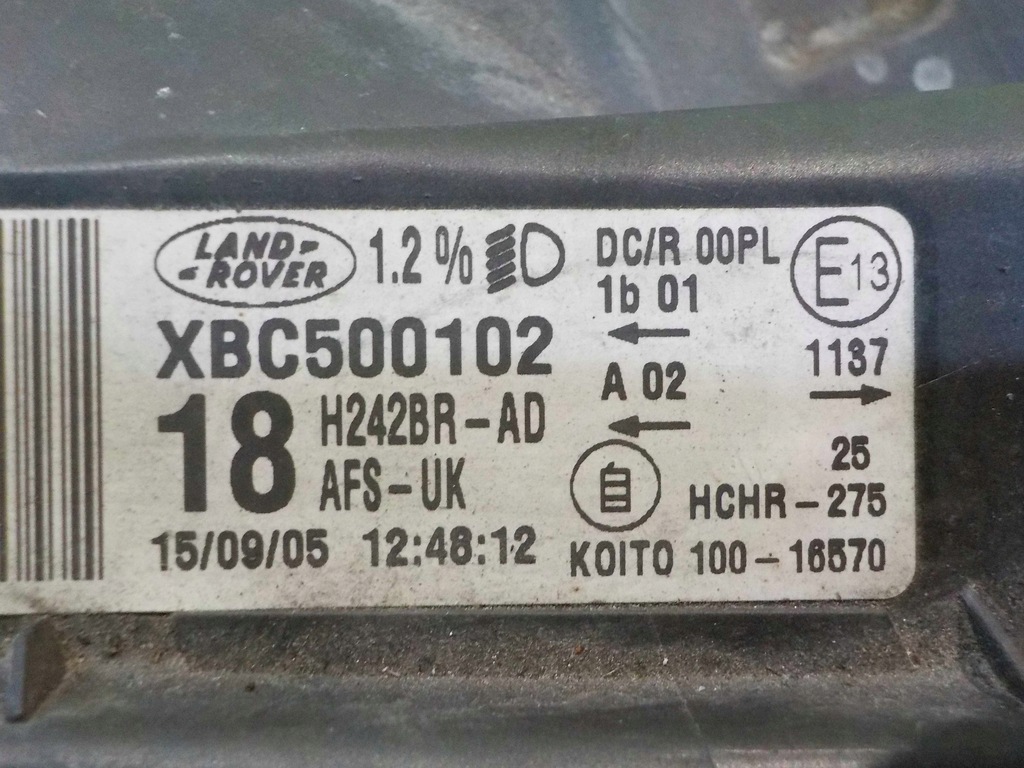 LAND-
ROVER
1.2%
XBC500102
18
H242BR-AD
AFS-UK
15/09/05 12:48:12
DC/R 00PL
1b 01
A 02
E13
1137
25
HCHR-275
KOITO 100-16570